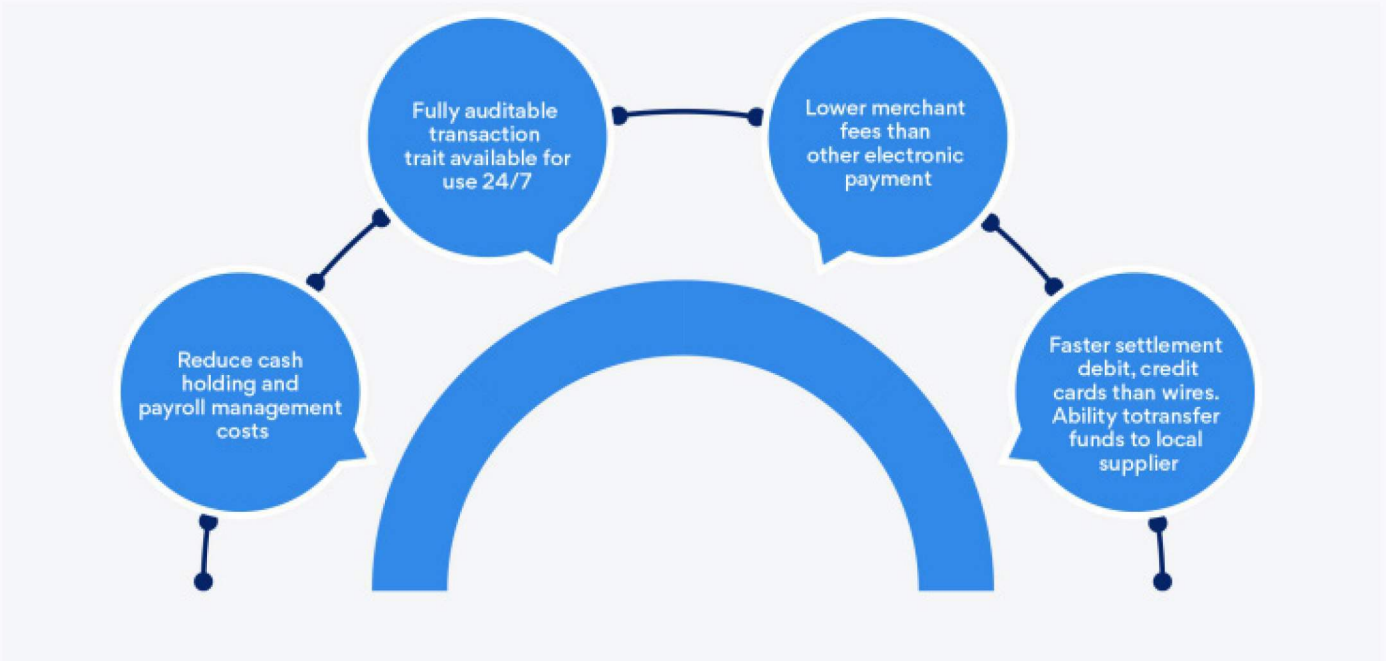 Fully auditable
transaction
trait available for
use 24/7
Lower merchant
fees than
other electronic
payment
Reduce cash
holding and
payroll management
costs
Faster settlement
debit, credit
cards than wires.
Ability totransfer
funds to local
supplier